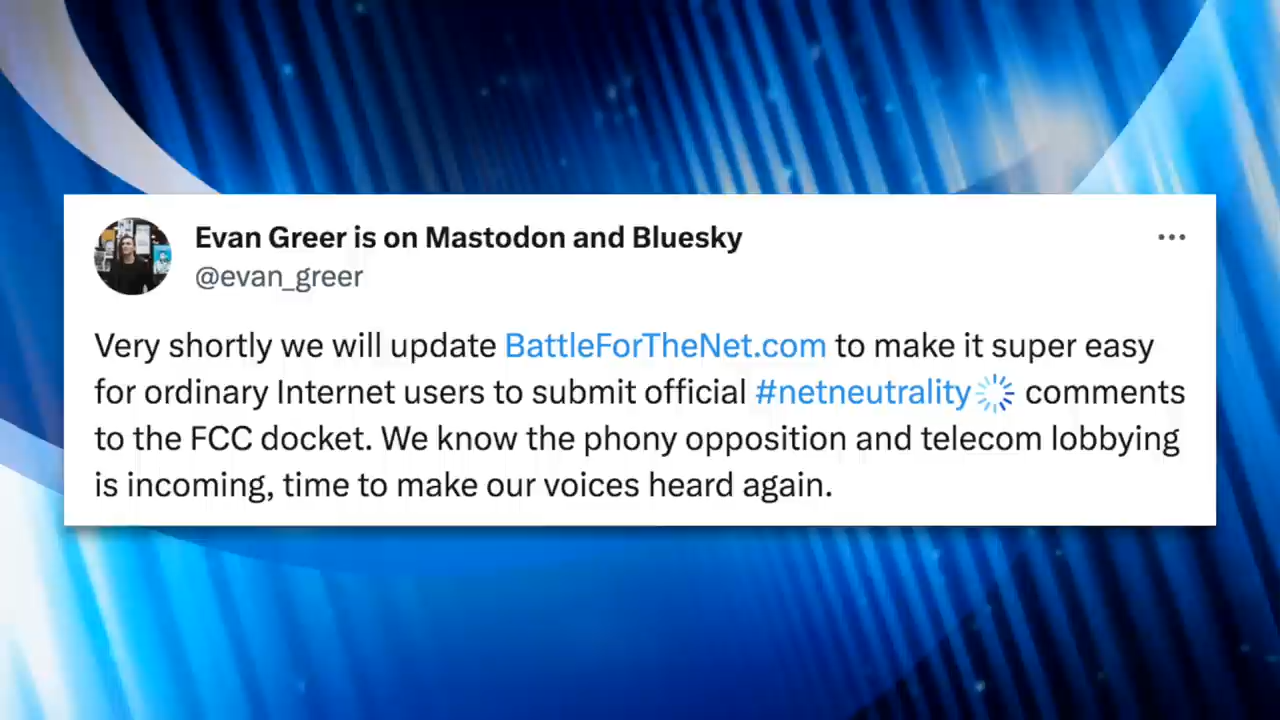 Evan Greer is on Mastodon and Bluesky
@evan_greer
Very shortly we will update BattleForTheNet.com to make it super easy
for ordinary Internet users to submit official #netneutrality comments
to the FCC docket. We know the phony opposition and telecom lobbying
is incoming, time to make our voices heard again.